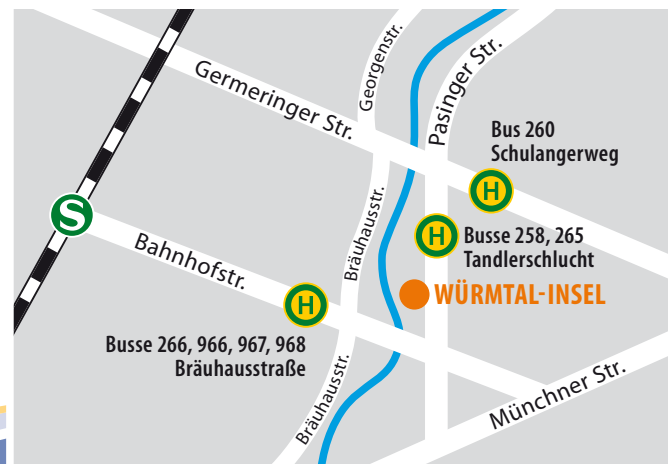 Georgenstr.
Pasinger Str.
Germeringer Str.
Bus 260
Schulangerweg
H
S
Bräuhausstr.
H
Busse 258, 265
Tandlerschlucht
Bahnhofstr.
WÜRMTAL-INSEL
H
Busse 266, 966, 967, 968
Bräuhausstraße
Bräuhausstr.
Münchner Str.